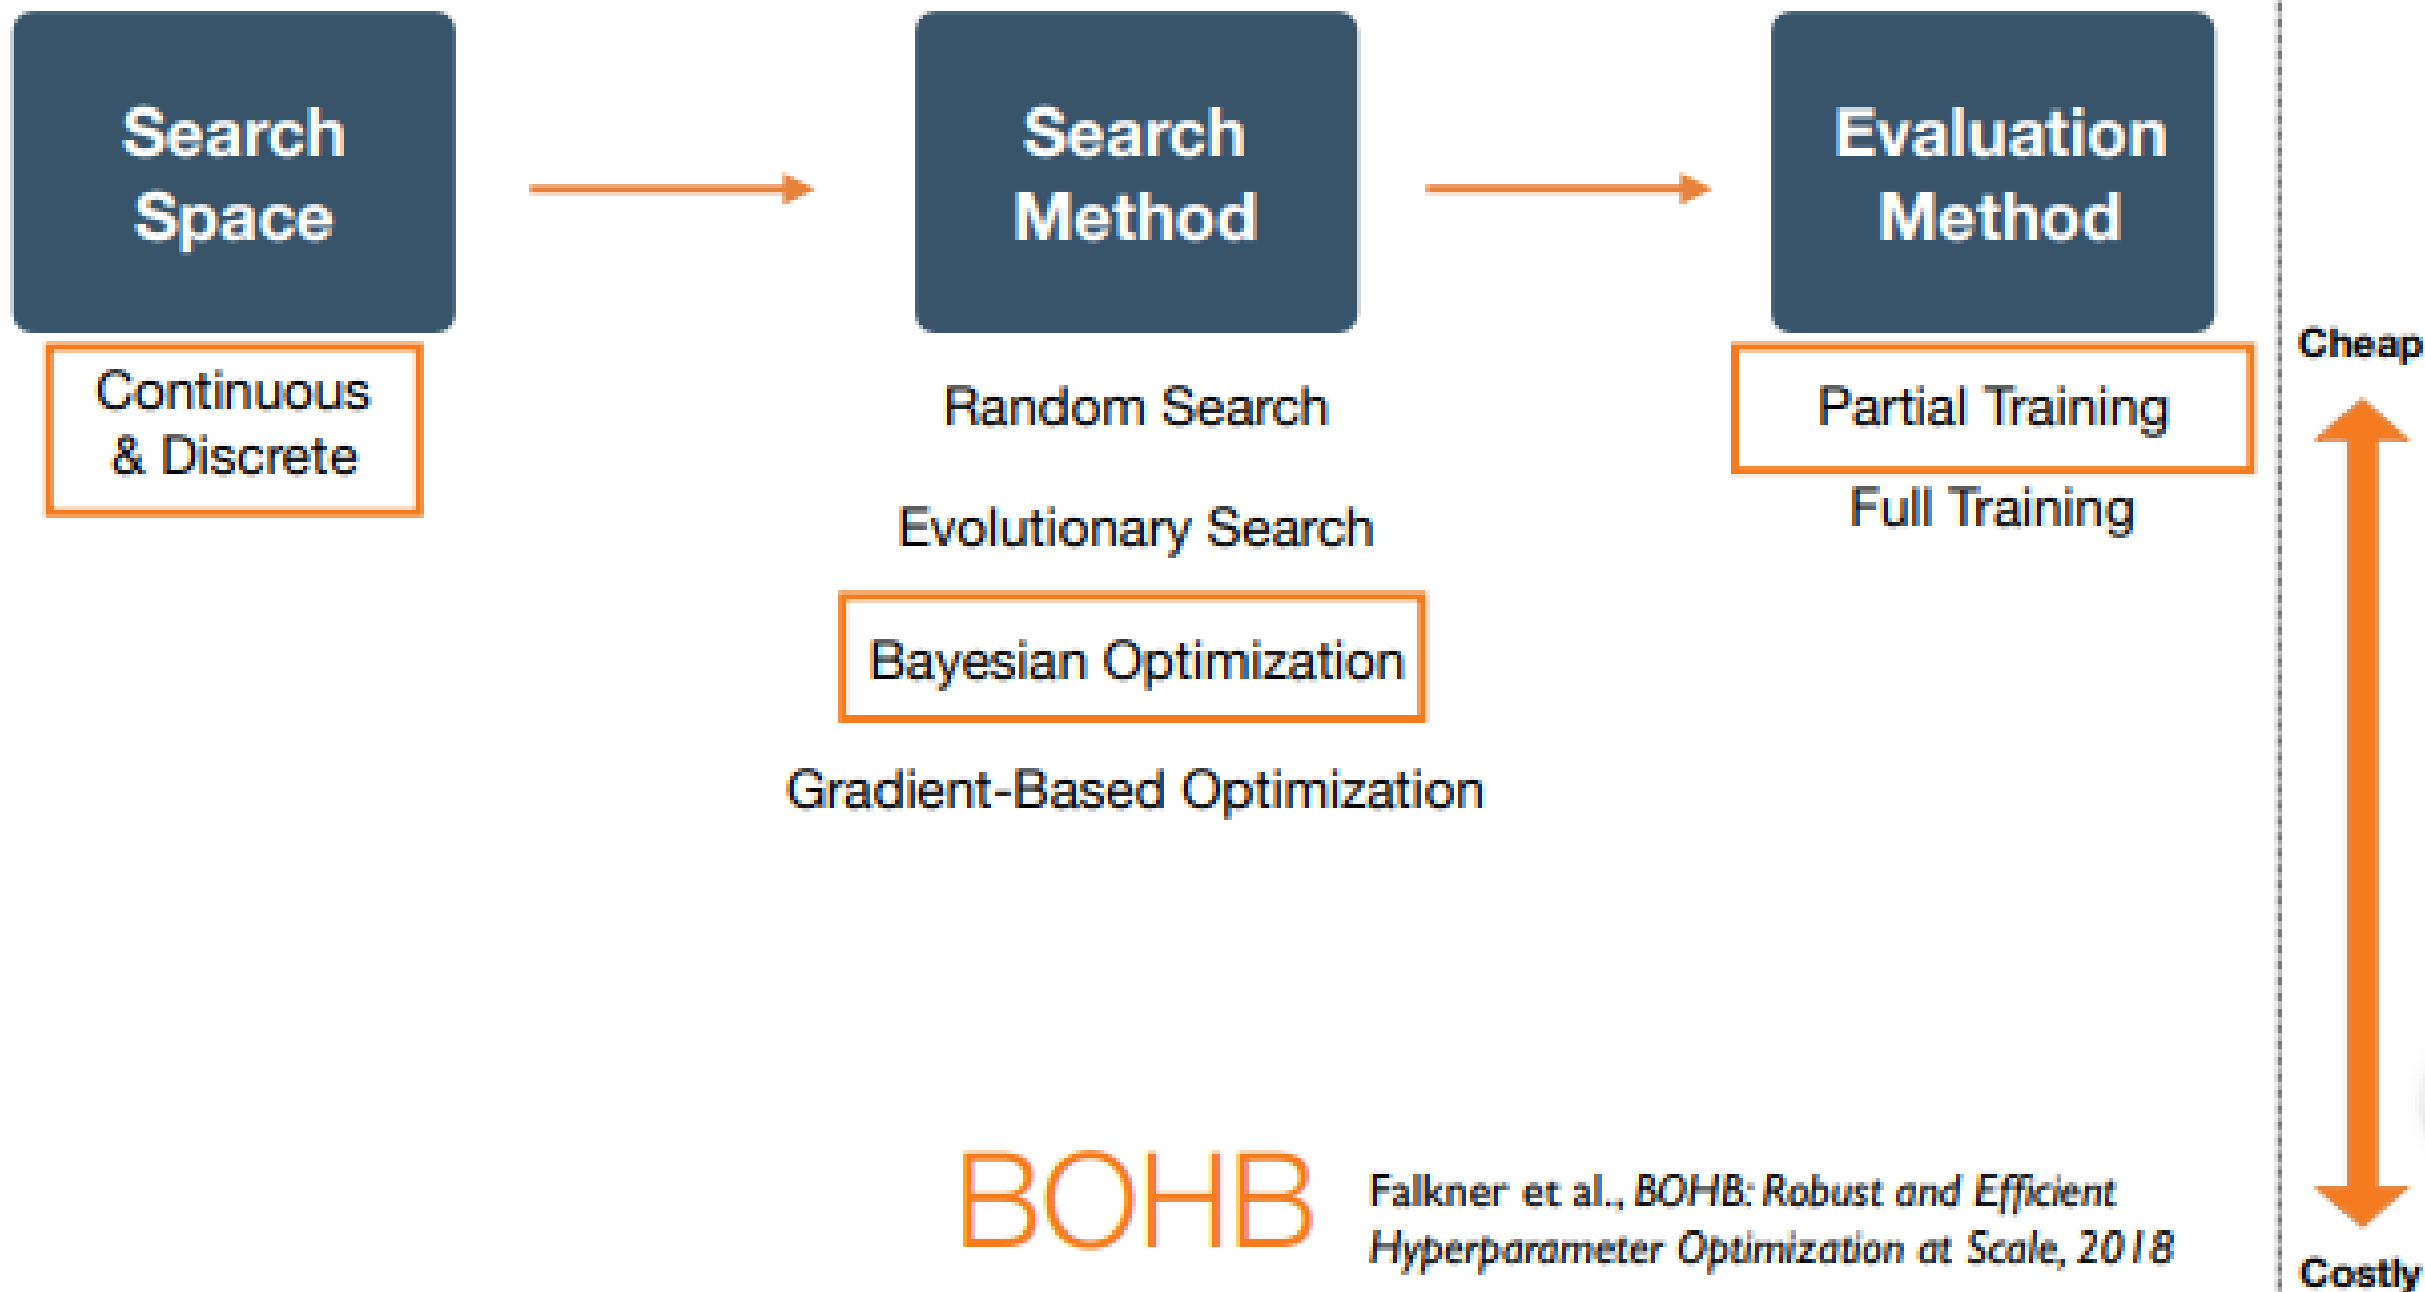 Search
Space
Search
Method
Evaluation
Method
Continuous
& Discrete
Random Search
Evolutionary Search
Bayesian Optimization
Gradient-Based Optimization
Partial Training
Full Training
Cheap
Costly
BOHB
Falkner et al., BOHB: Robust and Efficient
Hyperparameter Optimization at Scale, 2018